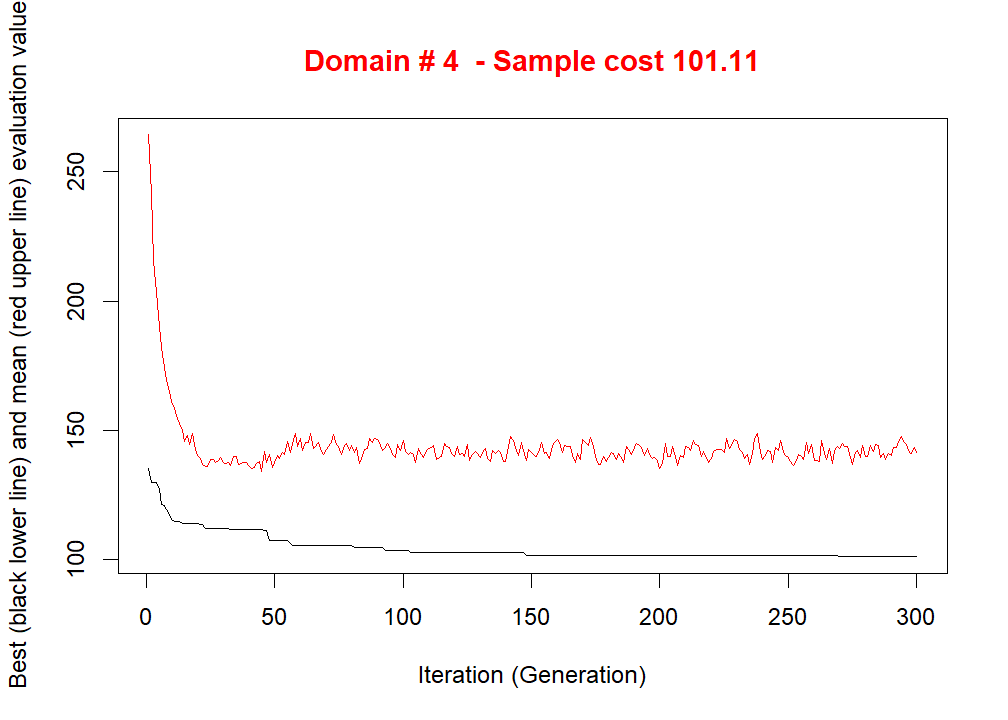 Domain # 4  - Sample cost 101.11
Best (black lower line) and mean (red upper line) evaluation value
250
200
150
100
0 50 100 150 200 250 300
Iteration (Generation)